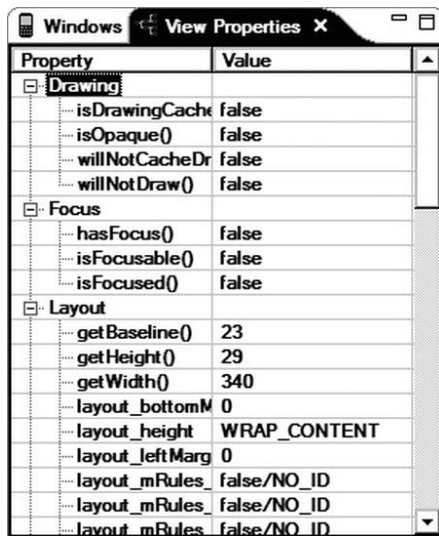 Windows View Properties X
Property Value
Drawing
isDrawingCache false
isOpaque() false
willNotCacheDr false
willNotDraw() false
Focus
hasFocus() false
isFocusable() false
isFocused() false
Layout
getBaseline() 23
getHeight() 29
getWidth() 340
layout_bottomM 0
layout_height WRAP_CONTENT
layout_leftMarg 0
layout_mRules_ false/NO_ID
layout_mRules_ false/NO_ID
layout_mRules_ false/NO_ID